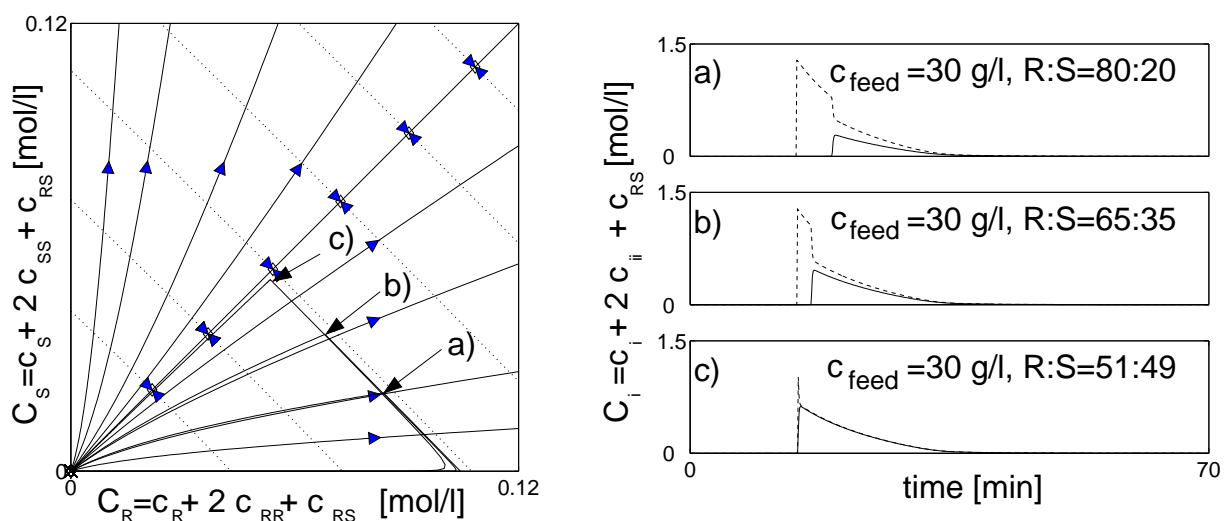 0.12
C_S =c_S + 2 c_SS + c_RS [mol/l]
c)
b)
a)
0
0
0.12
C_R=c_R+ 2 c_RR+ c_RS [mol/l]
C_i =c_i + 2 c_ii + c_RS [mol/l]
1.5
a)
c_feed =30 g/l, R:S=80:20
0
1.5
b)
c_feed =30 g/l, R:S=65:35
0
1.5
c)
c_feed =30 g/l, R:S=51:49
0
0
70
time [min]